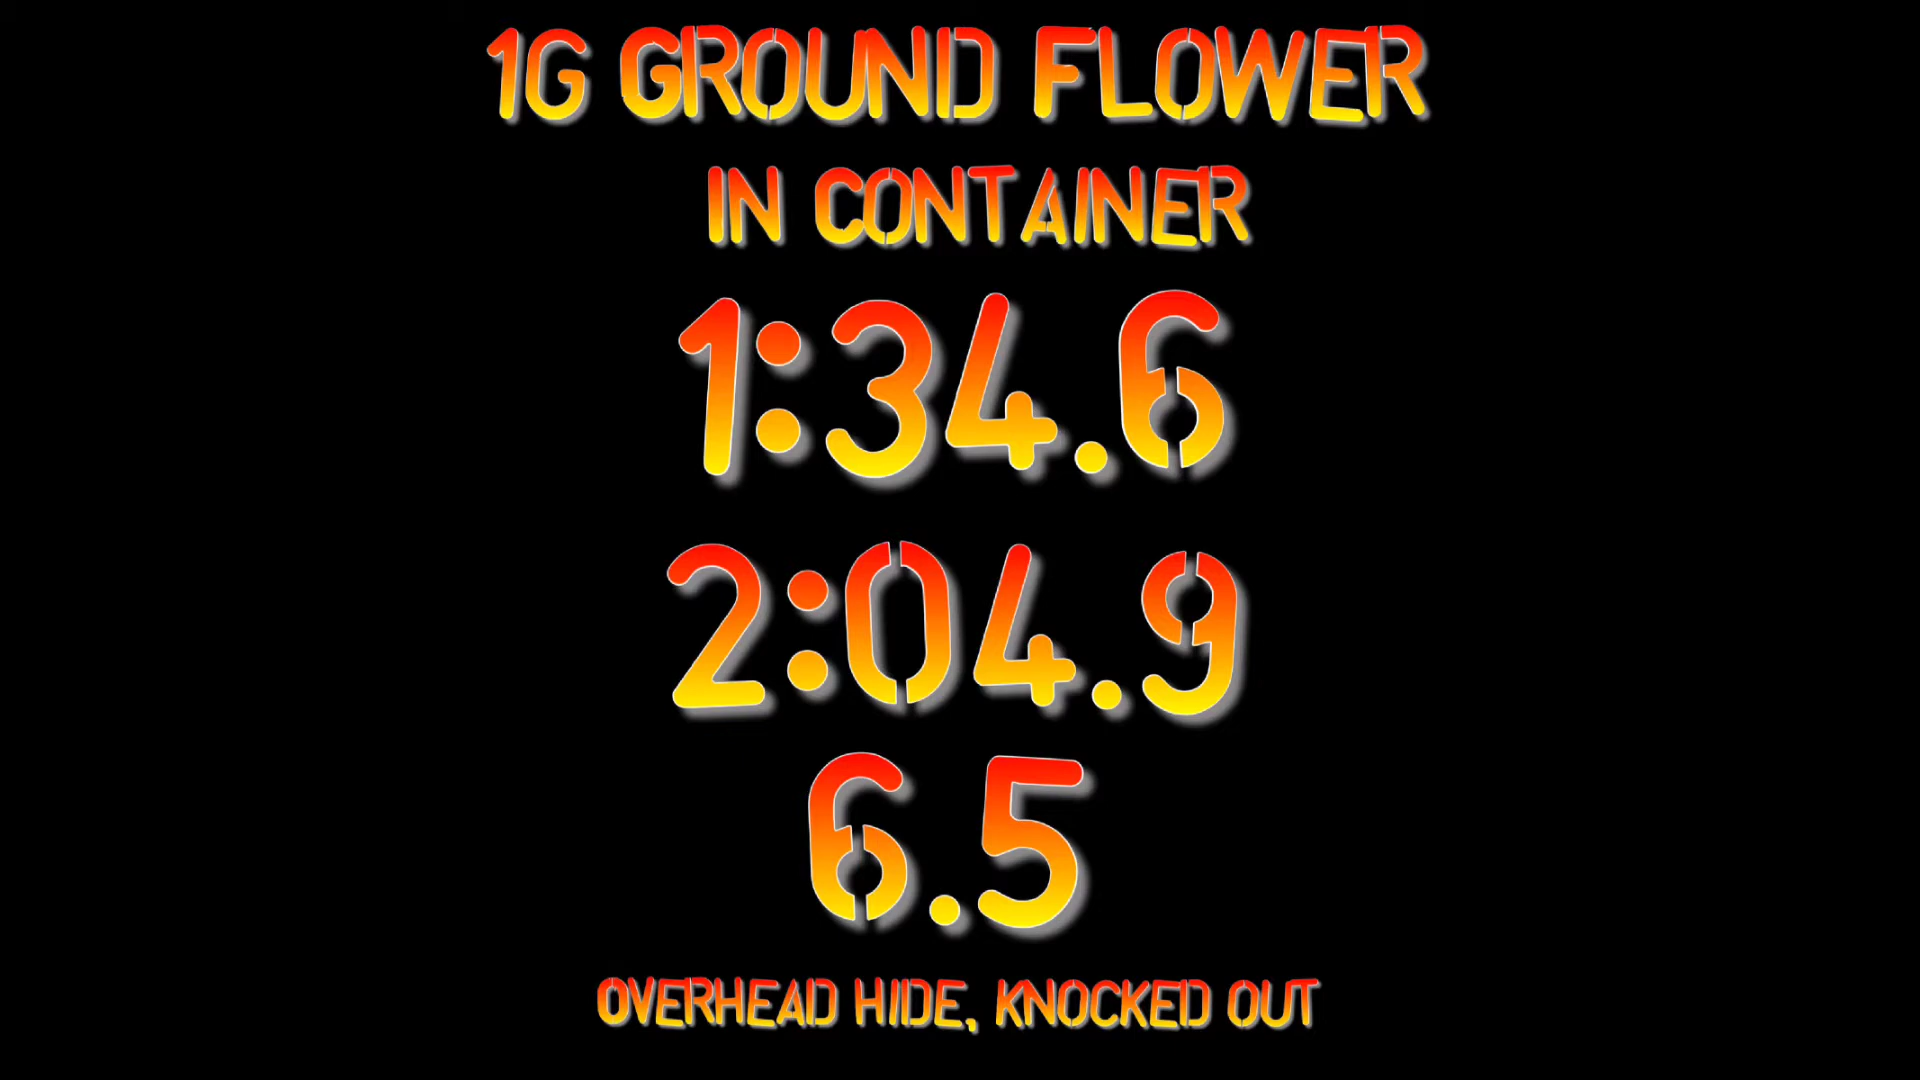 1G GROUND FLOWER
IN CONTAINER
1:34.6
2:04.9
6.5
OVERHEAD HIDE, KNOCKED OUT